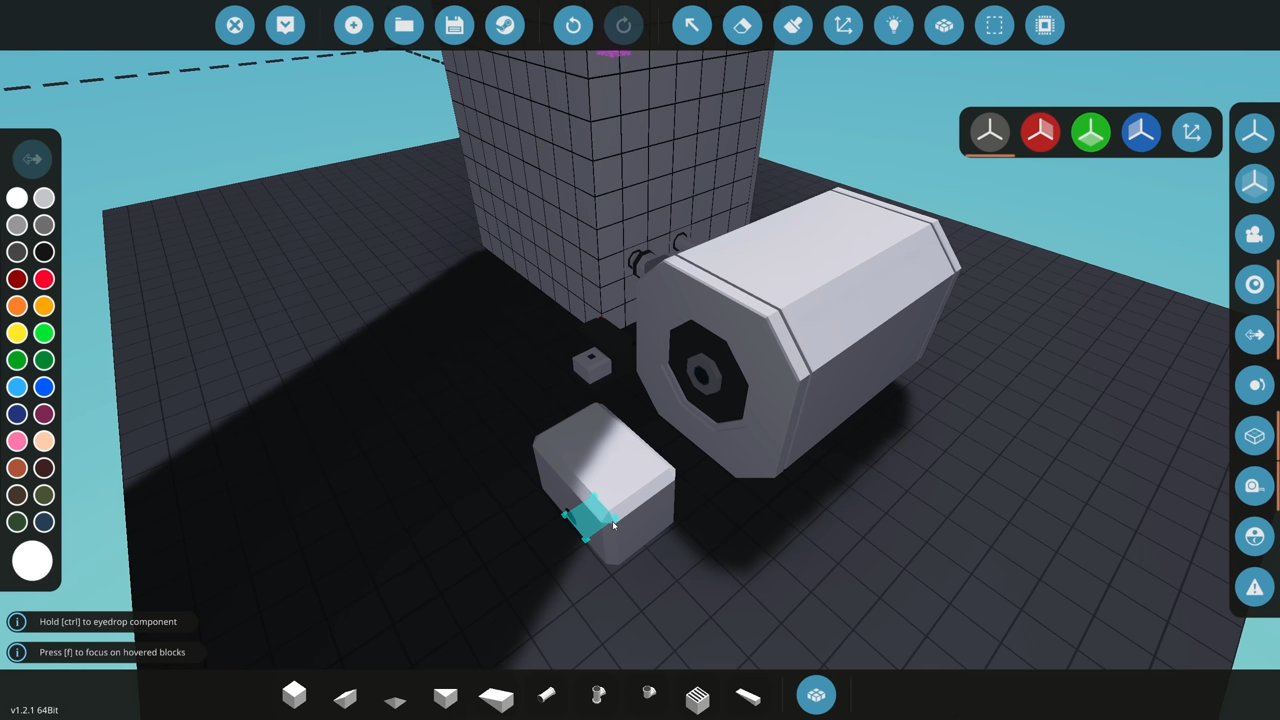 Hold [ctrl] to eyedrop component
Press [f] to focus on hovered blocks
v1.2.1 64Bit